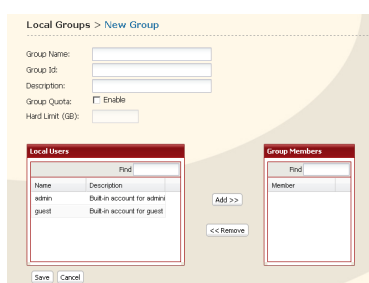 Local Groups > New Group
Group Name:
Group Id:
Description:
Group Quota: Enable
Hard Limit (GB):
Local Users
Find
Name Description
admin Built-in account for admini
guest Built-in account for guest
Add >>
<< Remove
Group Members
Find
Member
Save Cancel